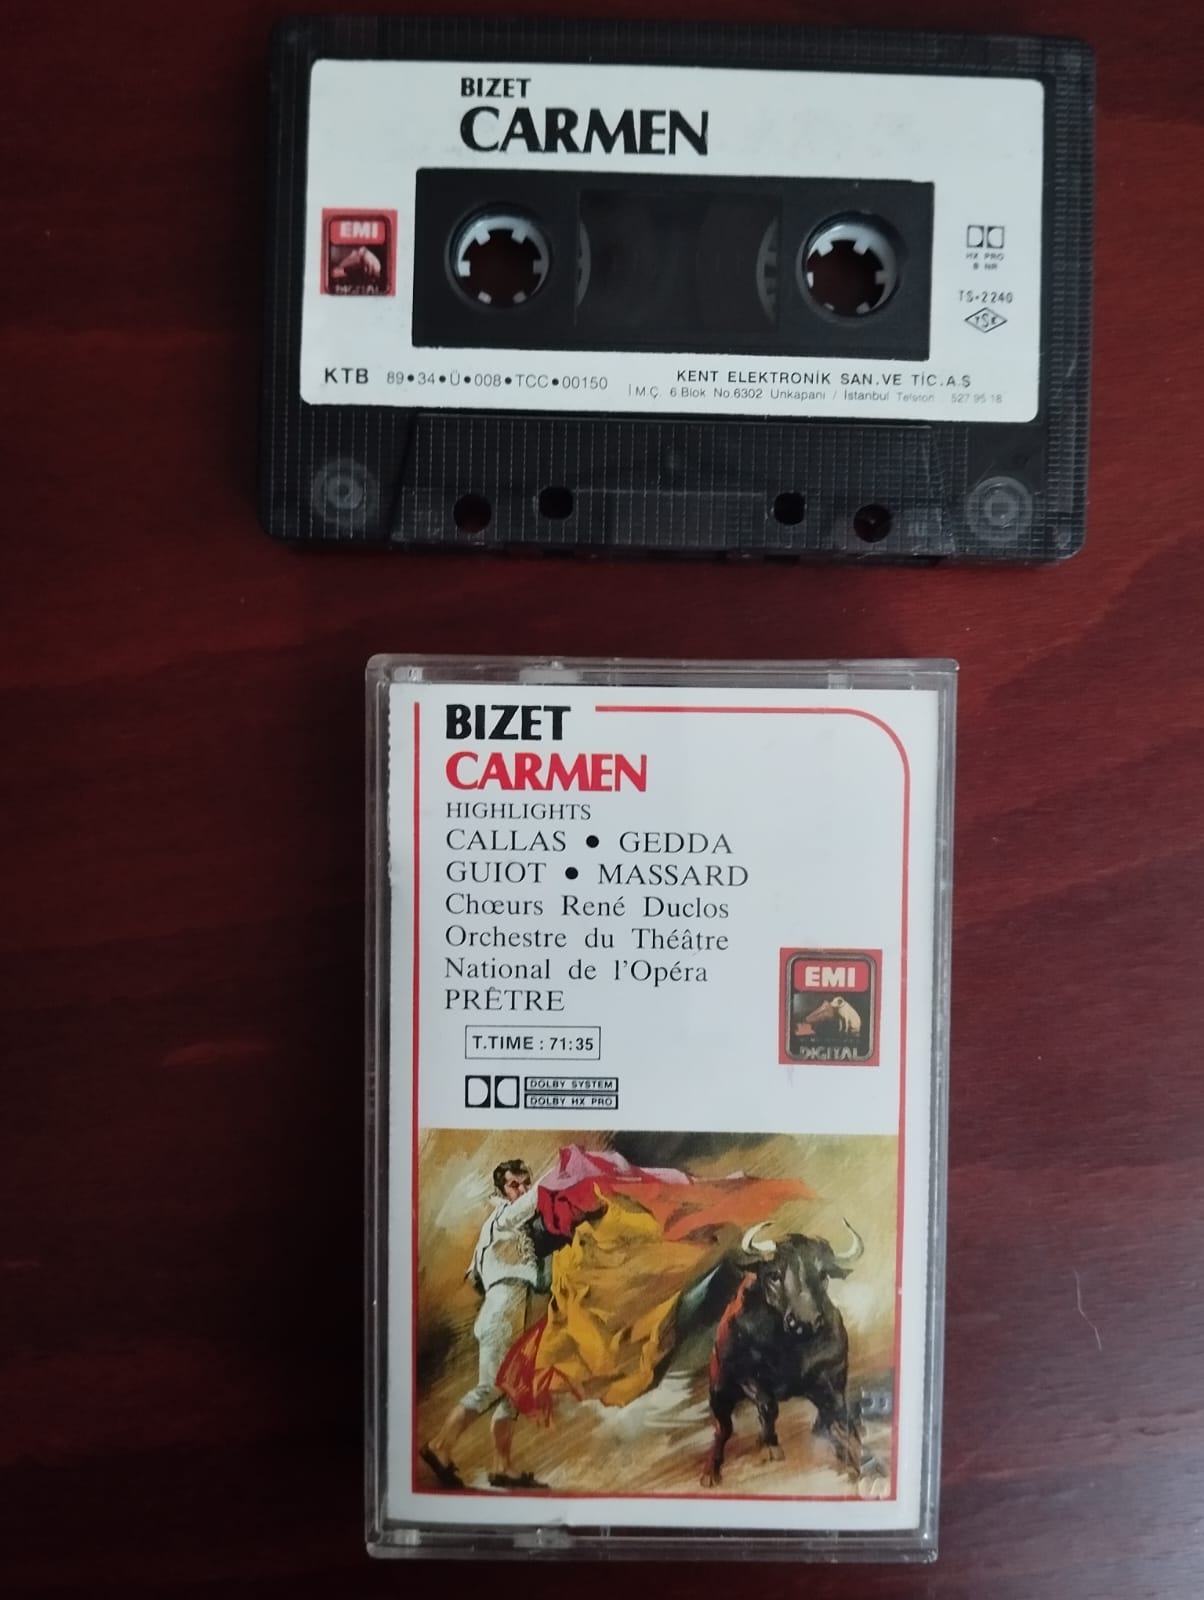 BIZET
CARMEN
EMI
DIGITAL
HX PRO
B NR
TS-2240
TSE
KTB 89•34•Ü•008•TCC•00150
KENT ELEKTRONİK SAN.VE TİC.A.Ş
İ.M.Ç. 6.Blok No.6302 Unkapanı / İstanbul Telefon 527 95 18
BIZET
CARMEN
HIGHLIGHTS
CALLAS • GEDDA
GUIOT • MASSARD
Chœurs René Duclos
Orchestre du Théâtre
National de l'Opéra
PRÊTRE
EMI
DIGITAL
T.TIME : 71:35
DOLBY SYSTEM
DOLBY HX PRO